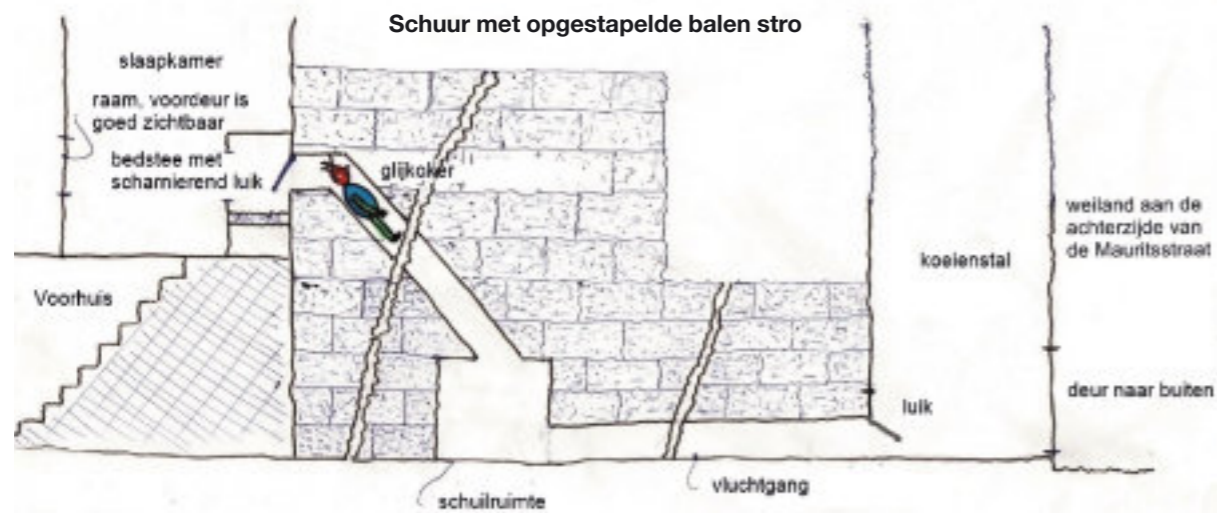 Schuur met opgestapelde balen stro
slaapkamer
raam, voordeur is
goed zichtbaar
bedstee met
scharnierend luik
glijkoker
weiland aan de
achterzijde van
de Mauritsstraat
koeienstal
Voorhuis
deur naar buiten
luik
vluchtgang
schuilruimte